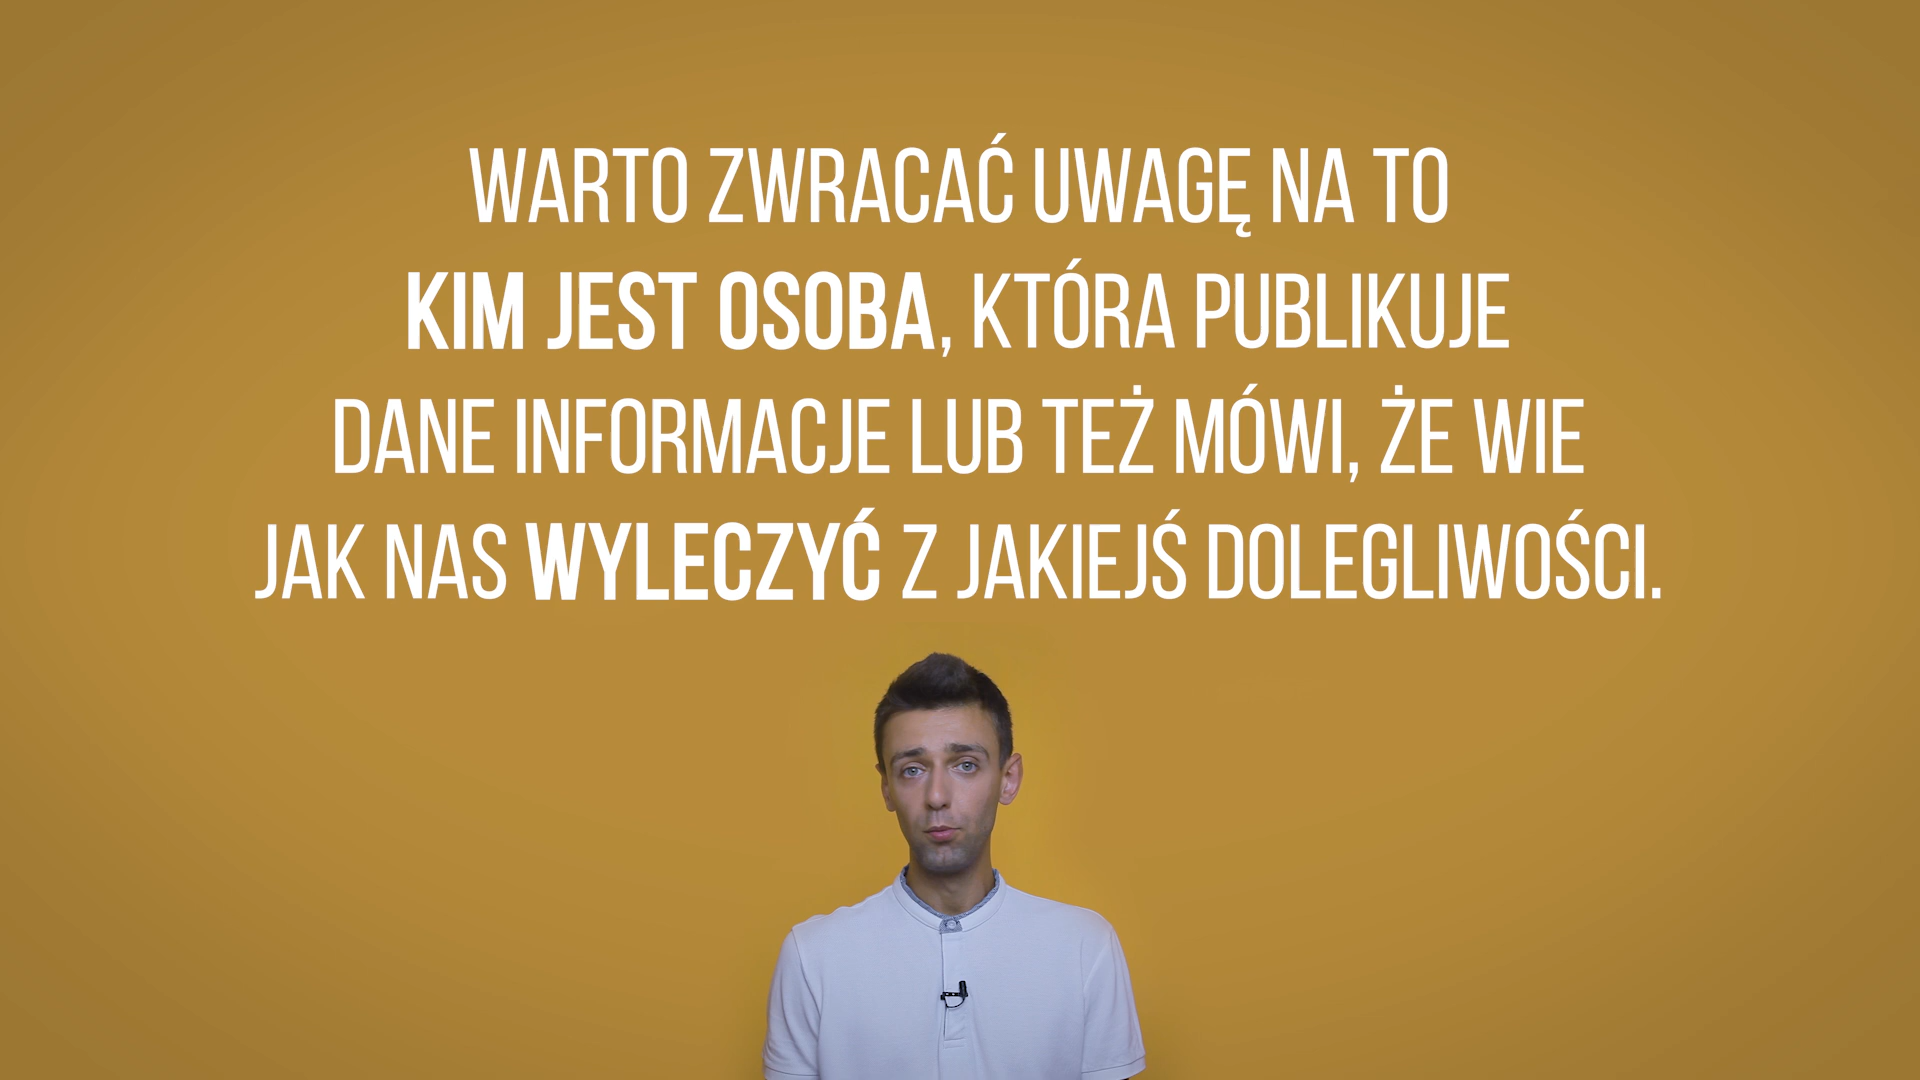 WARTO ZWRACAĆ UWAGĘ NA TO
KIM JEST OSOBA, KTÓRA PUBLIKUJE
DANE INFORMACJE LUB TEŻ MÓWI, ŻE WIE
JAK NAS WYLECZYĆ Z JAKIEJŚ DOLEGLIWOŚCI.